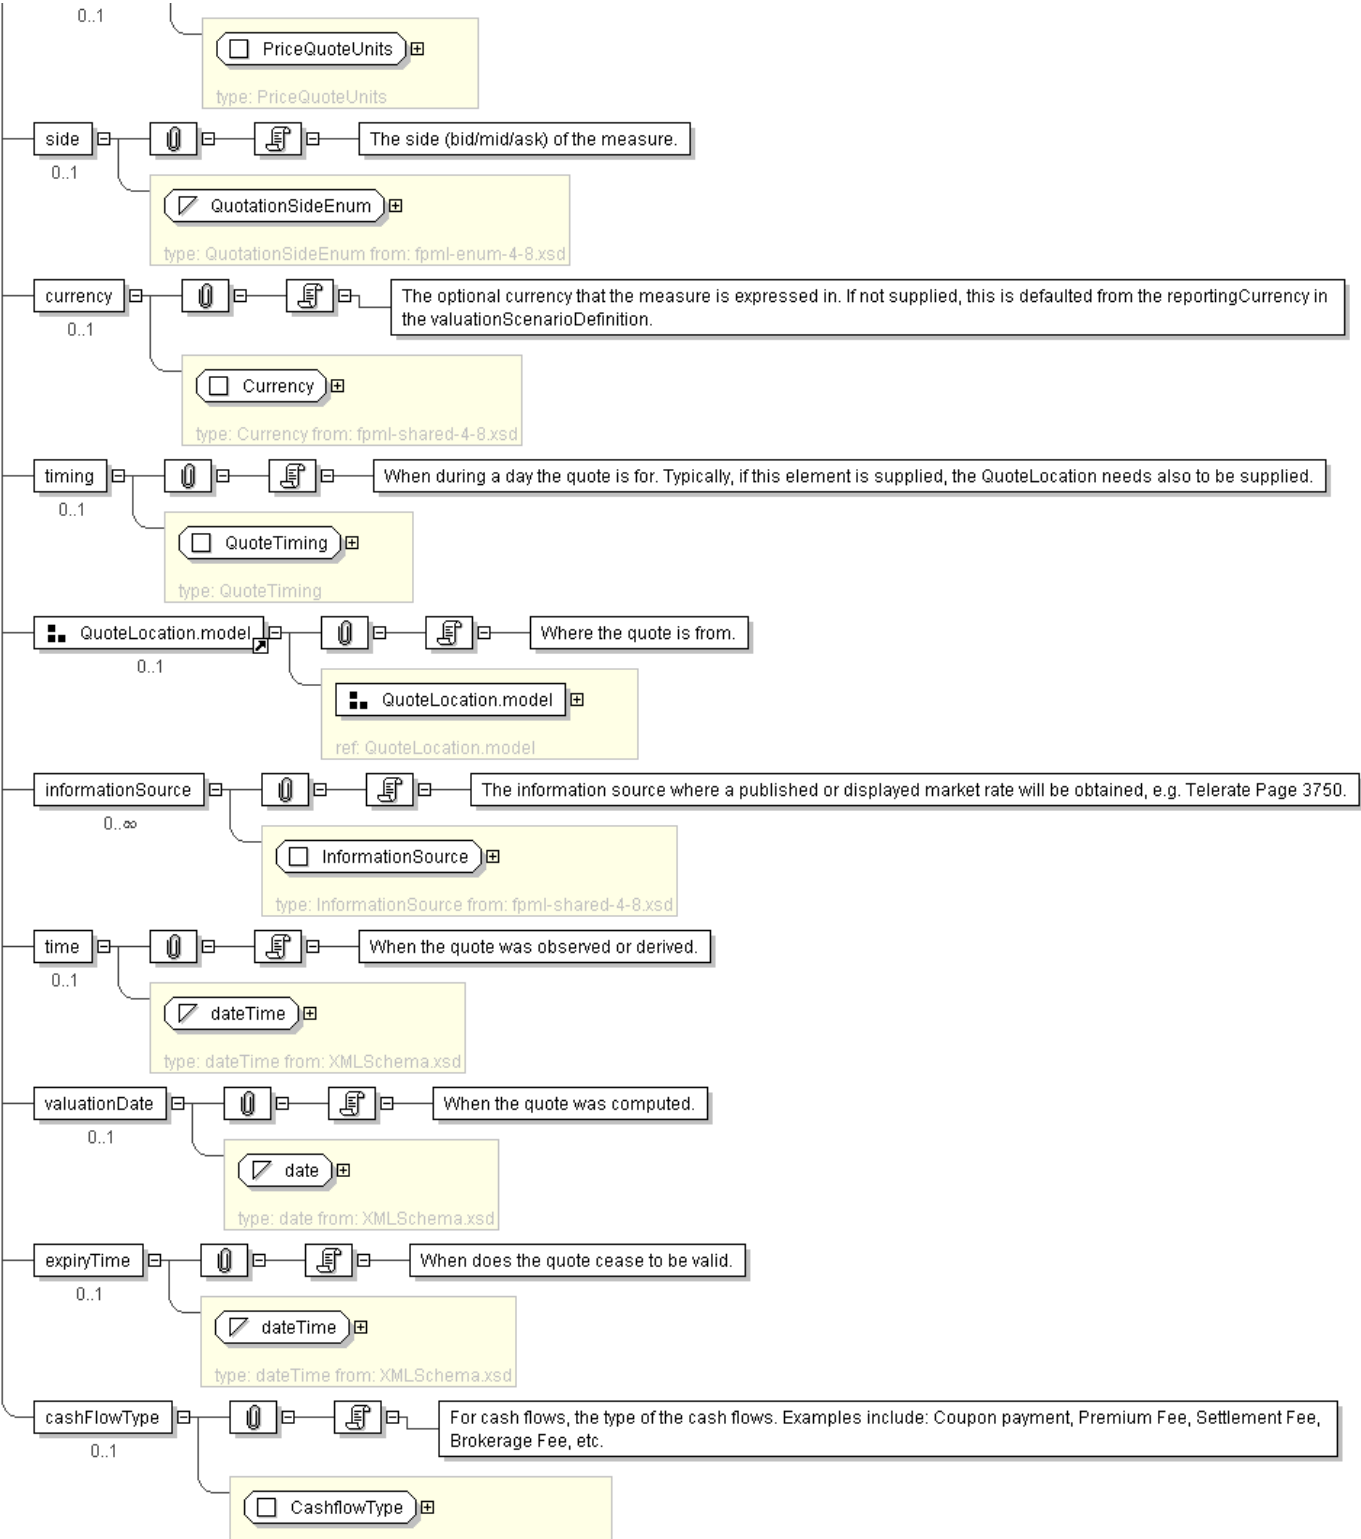 0..1
PriceQuoteUnits
type: PriceQuoteUnits
side
The side (bid/mid/ask) of the measure.
0..1
QuotationSideEnum
type: QuotationSideEnum from: fpml-enum-4-8.xsd
currency
The optional currency that the measure is expressed in. If not supplied, this is defaulted from the reportingCurrency in
the valuationScenarioDefinition.
0..1
Currency
type: Currency from: fpml-shared-4-8.xsd
timing
When during a day the quote is for. Typically, if this element is supplied, the QuoteLocation needs also to be supplied.
0..1
QuoteTiming
type: QuoteTiming
QuoteLocation.model
Where the quote is from.
0..1
QuoteLocation.model
ref: QuoteLocation.model
informationSource
The information source where a published or displayed market rate will be obtained, e.g. Telerate Page 3750.
0..∞
InformationSource
type: InformationSource from: fpml-shared-4-8.xsd
time
When the quote was observed or derived.
0..1
dateTime
type: dateTime from: XMLSchema.xsd
valuationDate
When the quote was computed.
0..1
date
type: date from: XMLSchema.xsd
expiryTime
When does the quote cease to be valid.
0..1
dateTime
type: dateTime from: XMLSchema.xsd
cashFlowType
For cash flows, the type of the cash flows. Examples include: Coupon payment, Premium Fee, Settlement Fee,
Brokerage Fee, etc.
0..1
CashflowType